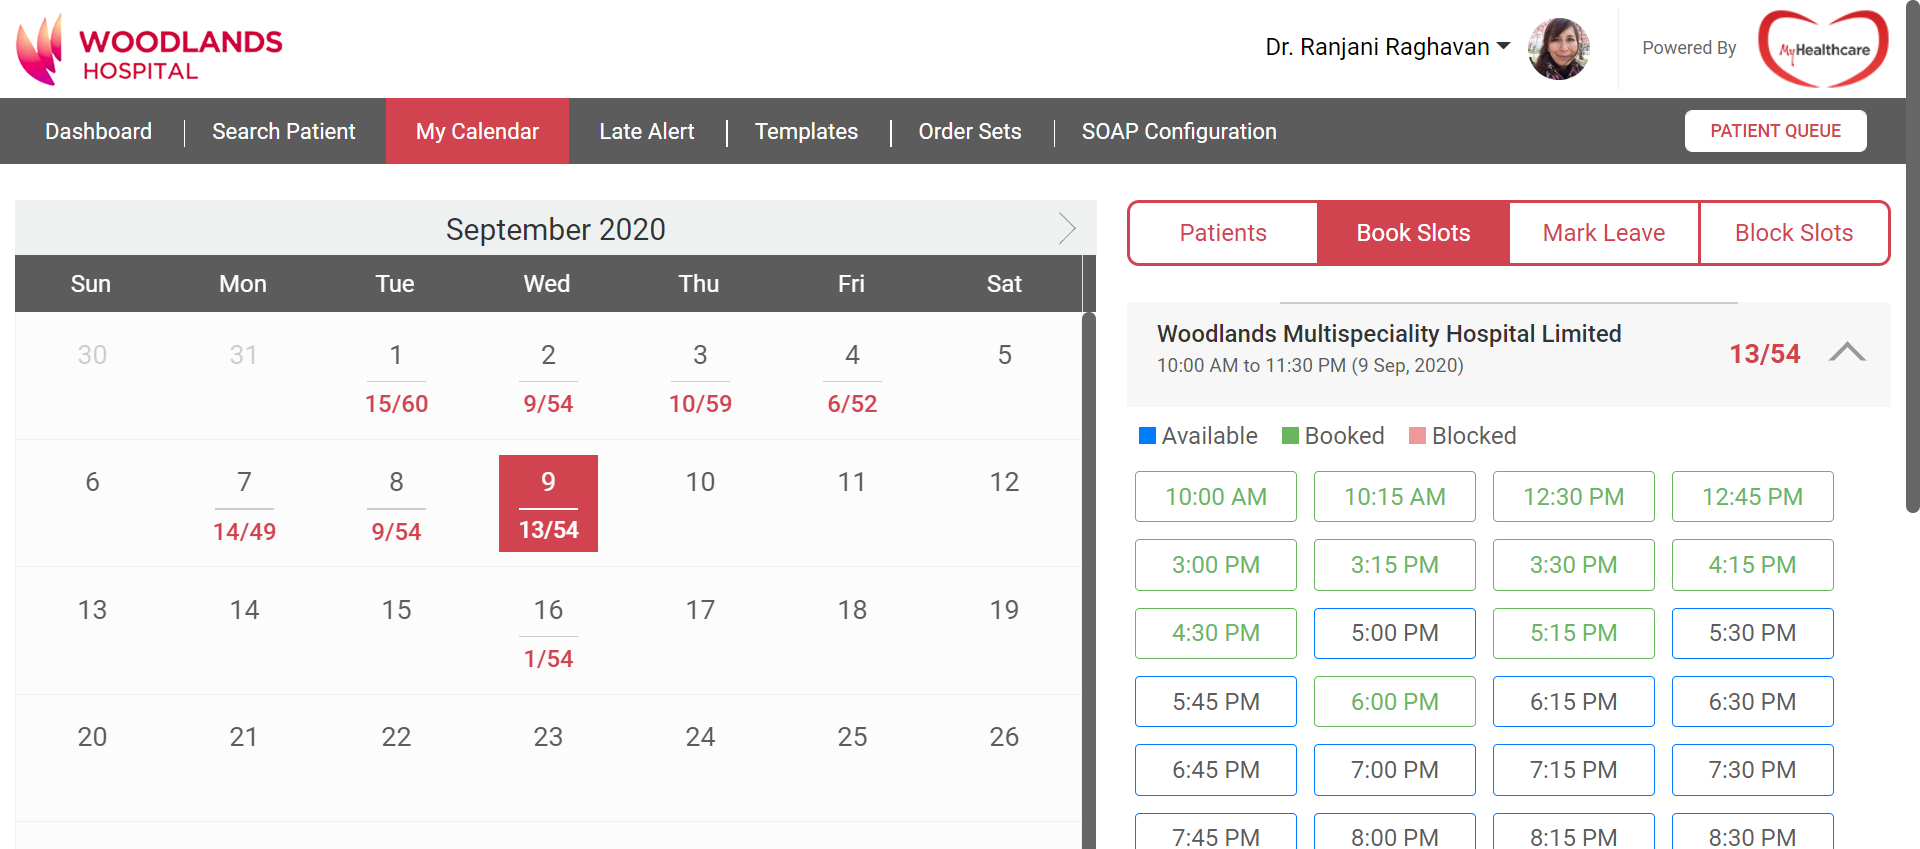 WOODLANDS
HOSPITAL
Dr. Ranjani Raghavan
Powered By
MyHealthcare
Dashboard
Search Patient
My Calendar
Late Alert
Templates
Order Sets
SOAP Configuration
PATIENT QUEUE
September 2020
Sun Mon Tue Wed Thu Fri Sat
30 31 1 2 3 4 5
15/60 9/54 10/59 6/52
6 7 8 9 10 11 12
14/49 9/54 13/54
13 14 15 16 17 18 19
1/54
20 21 22 23 24 25 26
Patients Book Slots Mark Leave Block Slots
Woodlands Multispeciality Hospital Limited
10:00 AM to 11:30 PM (9 Sep, 2020)
13/54
Available Booked Blocked
10:00 AM 10:15 AM 12:30 PM 12:45 PM
3:00 PM 3:15 PM 3:30 PM 4:15 PM
4:30 PM 5:00 PM 5:15 PM 5:30 PM
5:45 PM 6:00 PM 6:15 PM 6:30 PM
6:45 PM 7:00 PM 7:15 PM 7:30 PM
7:45 PM 8:00 PM 8:15 PM 8:30 PM